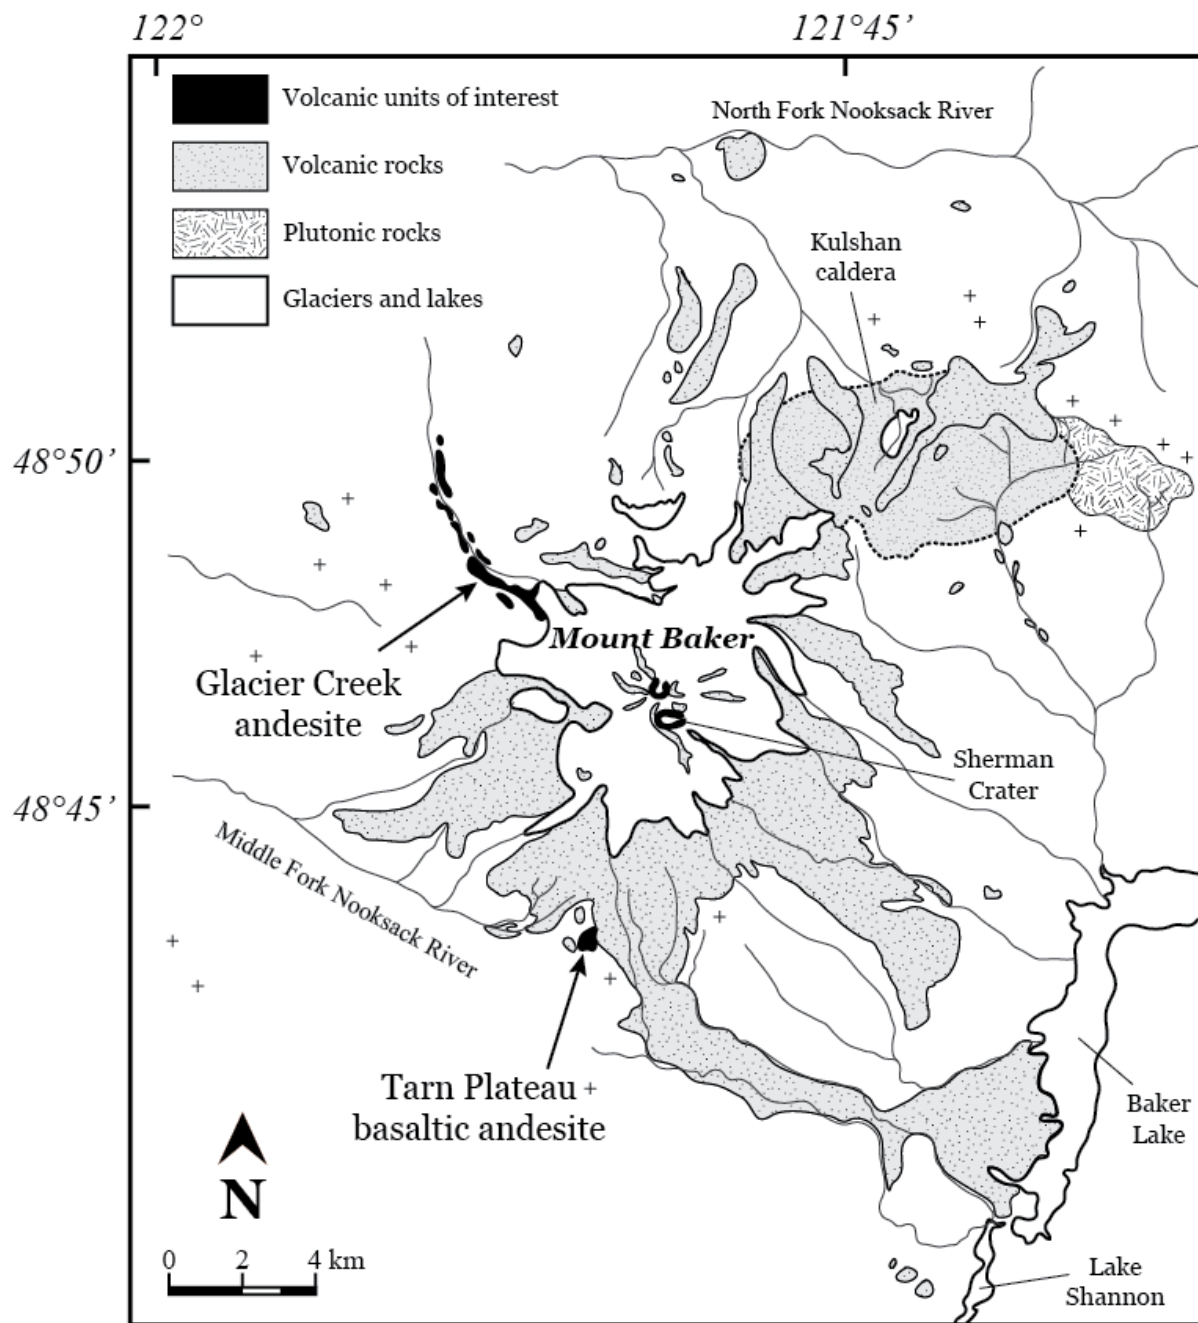 122°
121°45’
Volcanic units of interest
Volcanic rocks
Plutonic rocks
Glaciers and lakes
North Fork Nooksack River
Kulshan
caldera
48°50’
Mount Baker
Glacier Creek
andesite
Sherman
Crater
48°45’
Middle Fork Nooksack River
Tarn Plateau
basaltic andesite
Baker
Lake
N
0 2 4 km
Lake
Shannon